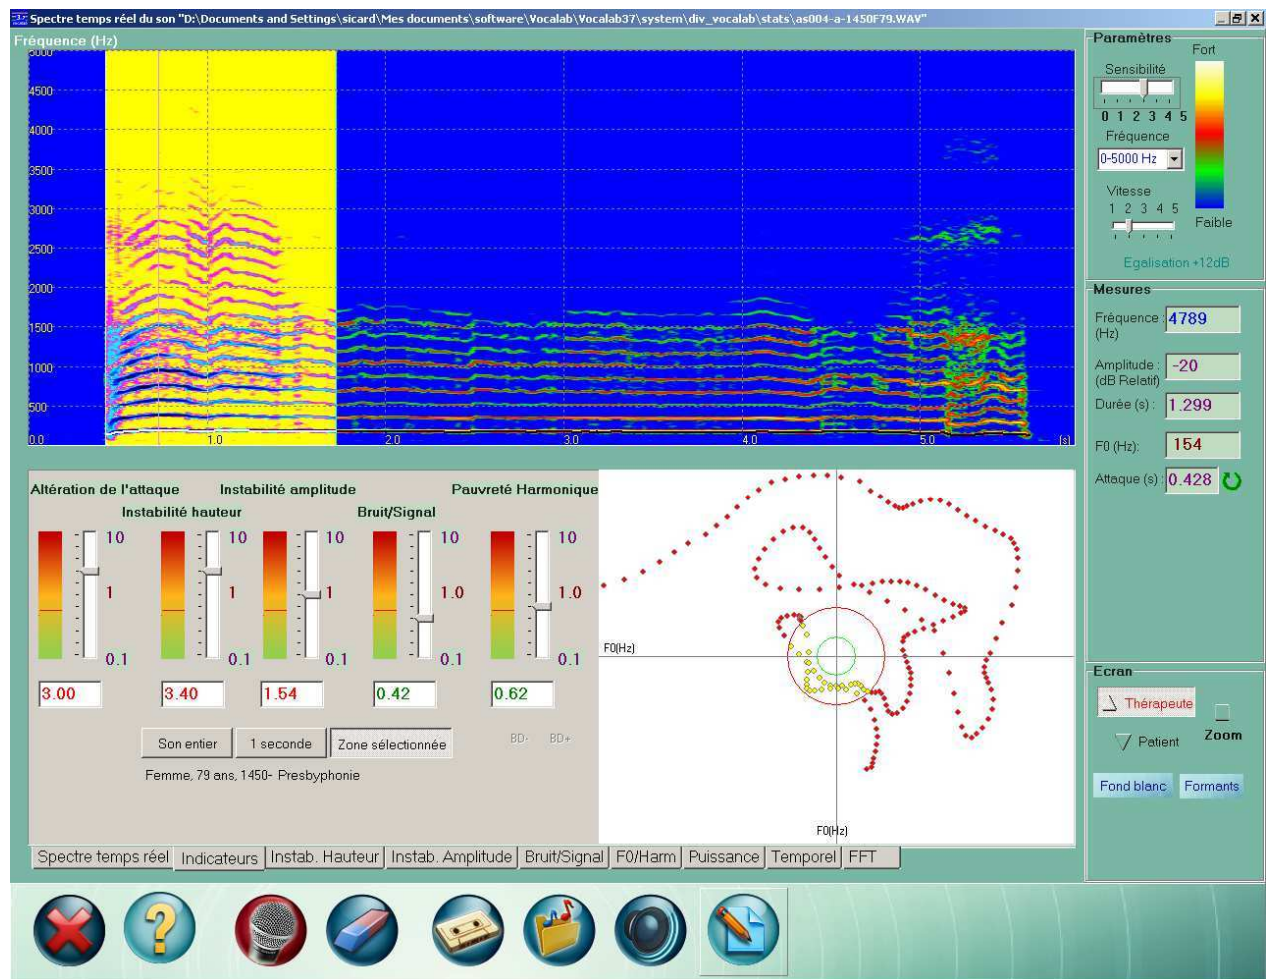 Spectre temps réel du son "D:\Documents and Settings\sicard\Mes documents\software\Vocalab\Vocalab37\system\div_vocalab\stats\as004-a-1450F79.WAV"
Fréquence (Hz)
5000
4500
4000
3500
3000
2500
2000
1500
1000
500
0.0 1.0 2.0 3.0 4.0 5.0 (s)
Paramètres
Fort
Sensibilité
0 1 2 3 4 5
Fréquence
0-5000 Hz
Vitesse
1 2 3 4 5
Faible
Egalisation +12dB
Mesures
Fréquence : 4789
(Hz)
Amplitude : -20
(dB Relatif)
Durée (s) : 1.299
F0 (Hz): 154
Attaque (s) : 0.428
Altération de l'attaque Instabilité amplitude Pauvreté Harmonique
Instabilité hauteur Bruit/Signal
10 10 10 10 10
1 1 1 1.0 1.0
0.1 0.1 0.1 0.1 0.1
3.00 3.40 1.54 0.42 0.62
Son entier 1 seconde Zone sélectionnée BD- BD+
Femme, 79 ans, 1450- Presbyphonie
F0(Hz)
F0(Hz)
Ecran
Thérapeute
Patient Zoom
Fond blanc Formants
Spectre temps réel Indicateurs Instab. Hauteur Instab. Amplitude Bruit/Signal F0/Harm Puissance Temporel FFT